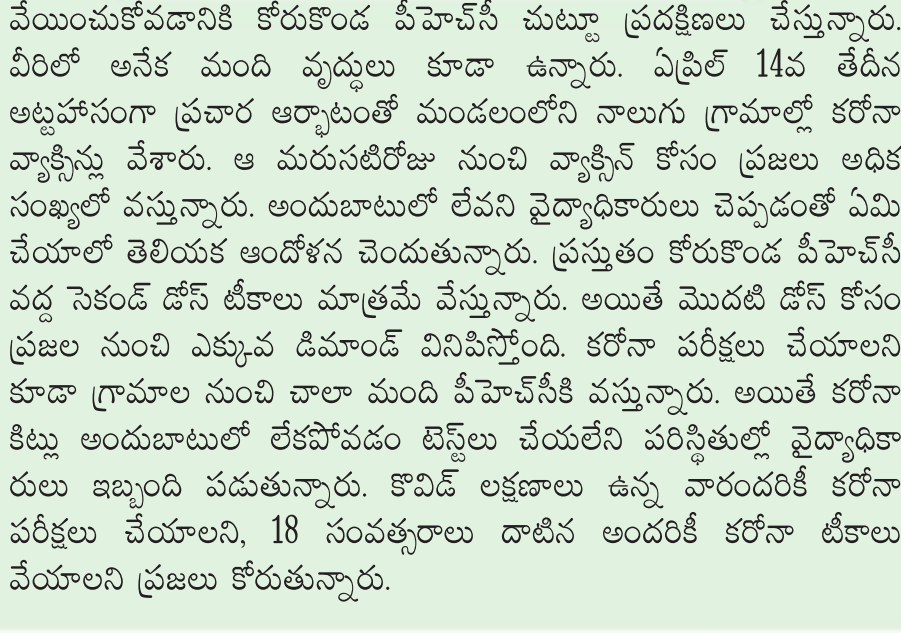 వేయించుకోవడానికి కోరుకొండ పీహెచ్‌సీ చుట్టూ ప్రదక్షిణలు చేస్తున్నారు.
వీరిలో అనేక మంది వృద్ధులు కూడా ఉన్నారు. ఏప్రిల్ 14వ తేదీన
అట్టహాసంగా ప్రచార ఆర్భాటంతో మండలంలోని నాలుగు గ్రామాల్లో కరోనా
వ్యాక్సిన్లు వేశారు. ఆ మరుసటిరోజు నుంచి వ్యాక్సిన్ కోసం ప్రజలు అధిక
సంఖ్యలో వస్తున్నారు. అందుబాటులో లేవని వైద్యాధికారులు చెప్పడంతో ఏమి
చేయాలో తెలియక ఆందోళన చెందుతున్నారు. ప్రస్తుతం కోరుకొండ పీహెచ్‌సీ
వద్ద సెకండ్ డోస్ టీకాలు మాత్రమే వేస్తున్నారు. అయితే మొదటి డోస్ కోసం
ప్రజల నుంచి ఎక్కువ డిమాండ్ వినిపిస్తోంది. కరోనా పరీక్షలు చేయాలని
కూడా గ్రామాల నుంచి చాలా మంది పీహెచ్‌సీకి వస్తున్నారు. అయితే కరోనా
కిట్లు అందుబాటులో లేకపోవడం టెస్ట్‌లు చేయలేని పరిస్థితుల్లో వైద్యాధికా
రులు ఇబ్బంది పడుతున్నారు. కొవిడ్ లక్షణాలు ఉన్న వారందరికీ కరోనా
పరీక్షలు చేయాలని, 18 సంవత్సరాలు దాటిన అందరికీ కరోనా టీకాలు
వేయాలని ప్రజలు కోరుతున్నారు.